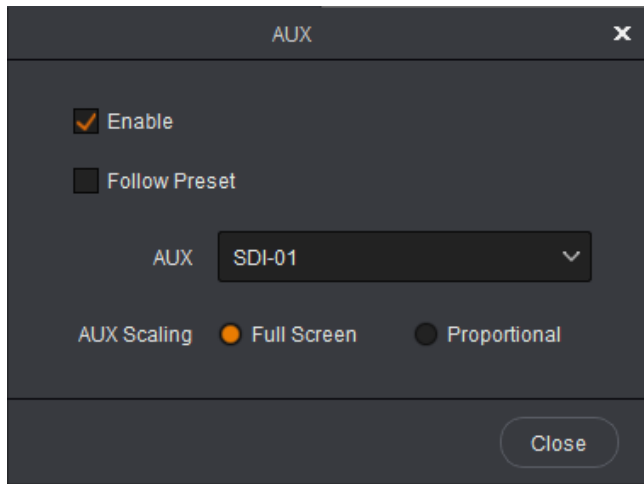 AUX
Enable
Follow Preset
AUX SDI-01
AUX Scaling Full Screen Proportional
Close